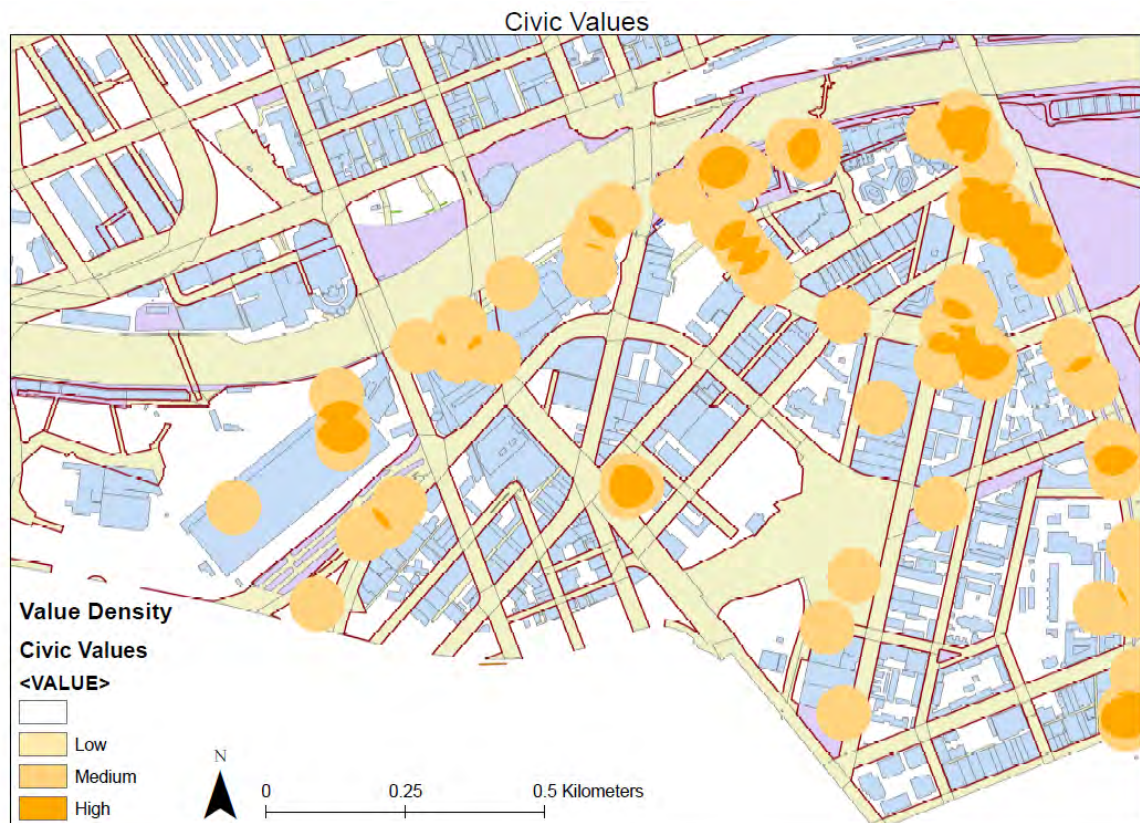 Civic Values
Value Density
Civic Values
<VALUE>
Low
Medium
High
N
0 0.25 0.5 Kilometers